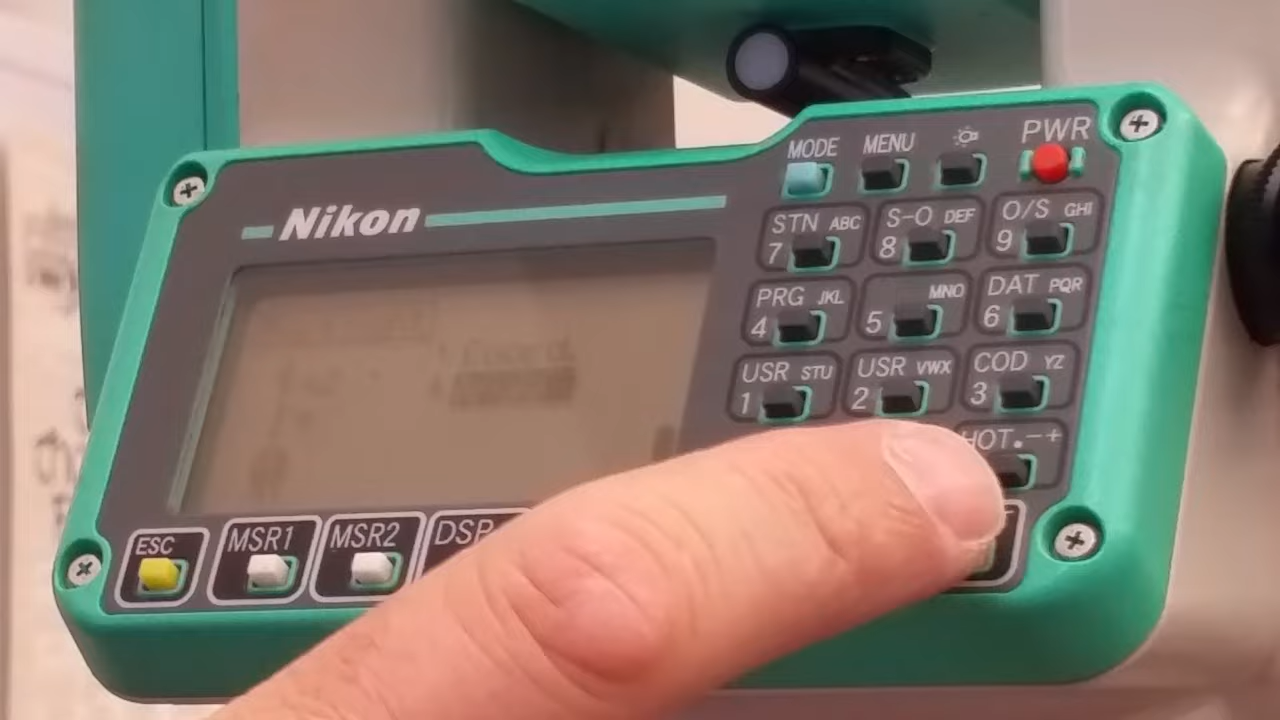 MODE MENU PWR
Nikon
STN ABC S-O DEF O/S GHI
7 8 9
PRG JKL MNO DAT PQR
4 5 6
USR STU USR VWX COD YZ
1 2 3
HOT.-+
ESC MSR1 MSR2 DSP